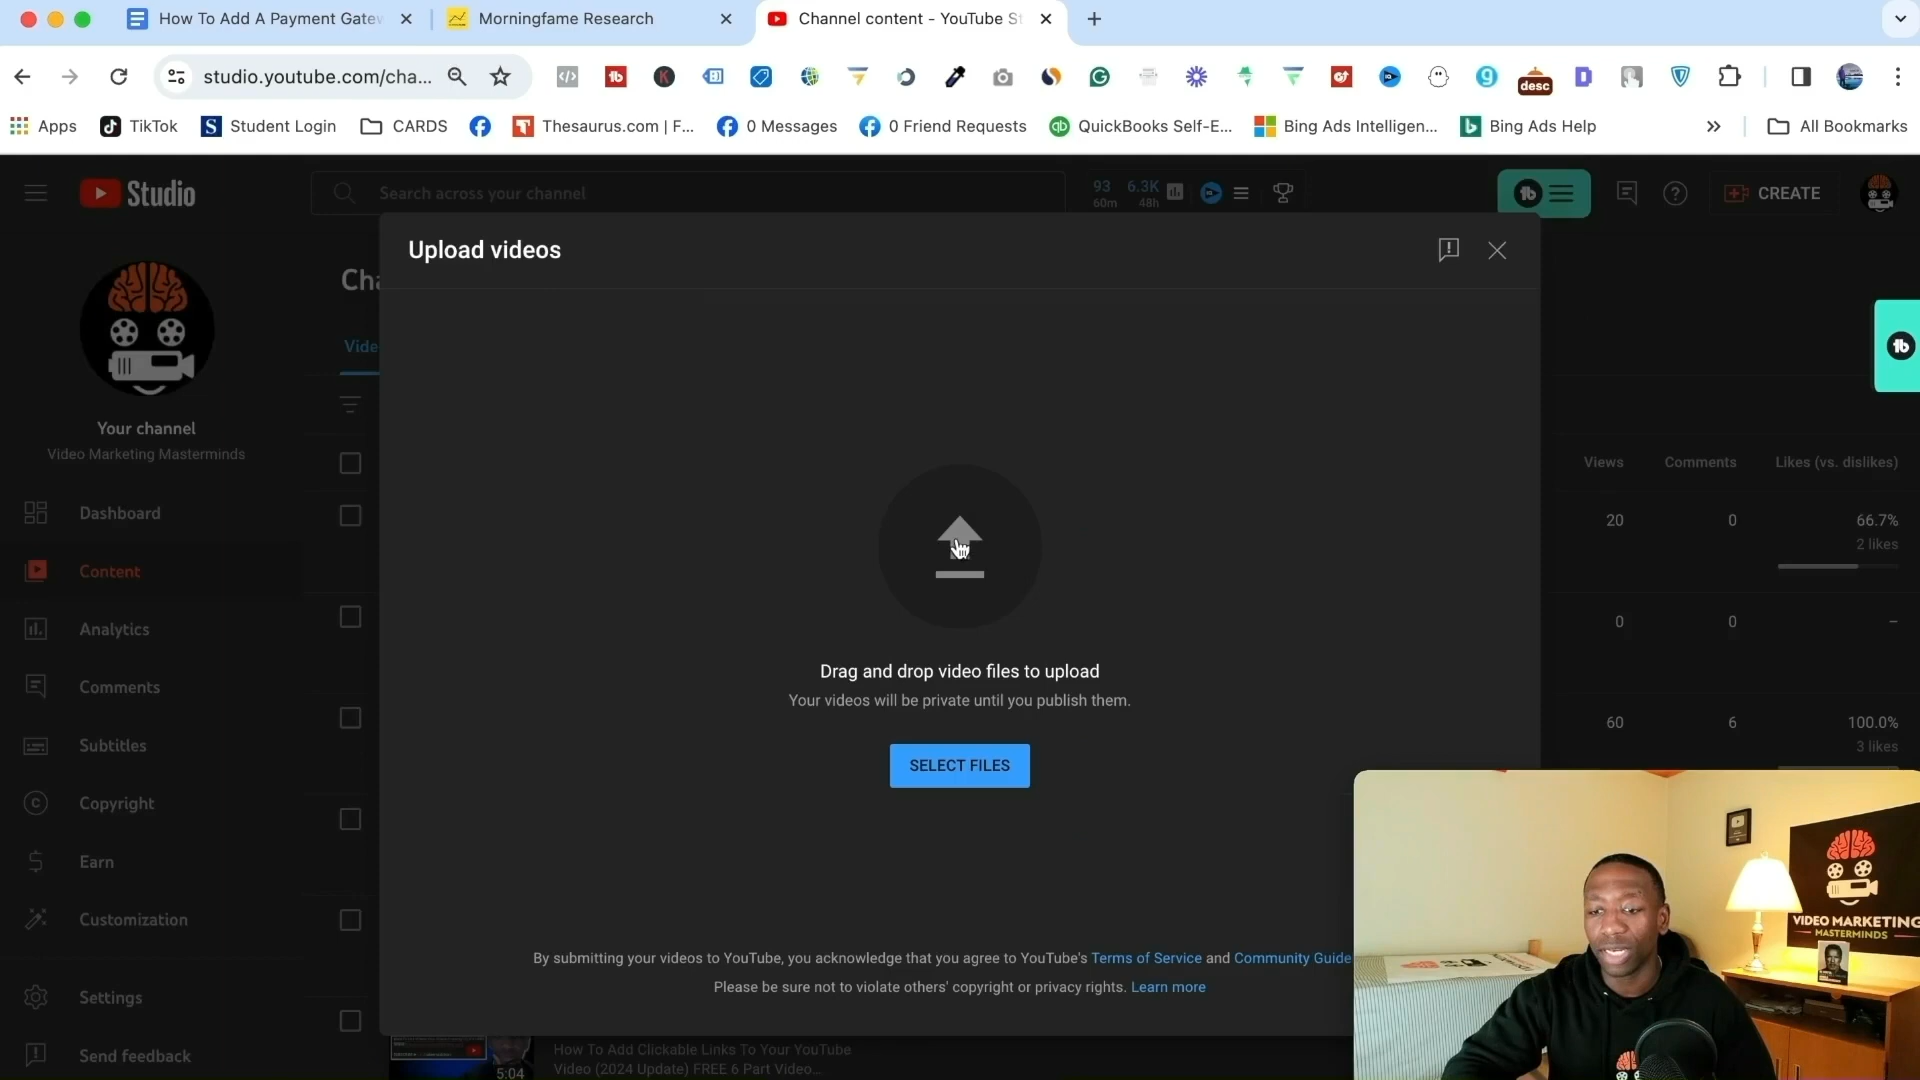 How To Add A Payment Gatew
Morningfame Research
Channel content - YouTube St
studio.youtube.com/cha...
desc
Apps
TikTok
Student Login
CARDS
Thesaurus.com | F...
0 Messages
0 Friend Requests
QuickBooks Self-E...
Bing Ads Intelligen...
Bing Ads Help
All Bookmarks
Studio
Search across your channel
93
60m
6.3K
48h
CREATE
Upload videos
Cha
Vide
Your channel
Video Marketing Masterminds
Dashboard
Content
Analytics
Comments
Subtitles
Copyright
Earn
Customization
Settings
Send feedback
Drag and drop video files to upload
Your videos will be private until you publish them.
SELECT FILES
By submitting your videos to YouTube, you acknowledge that you agree to YouTube's Terms of Service and Community Guide
Please be sure not to violate others' copyright or privacy rights. Learn more
Views Comments Likes (vs. dislikes)
20 0 66.7%
2 likes
0 0 –
60 6 100.0%
3 likes
5:04
How To Add Clickable Links To Your YouTube
Video (2024 Update) FREE 6 Part Video...
VIDEO MARKETING
MASTERMINDS